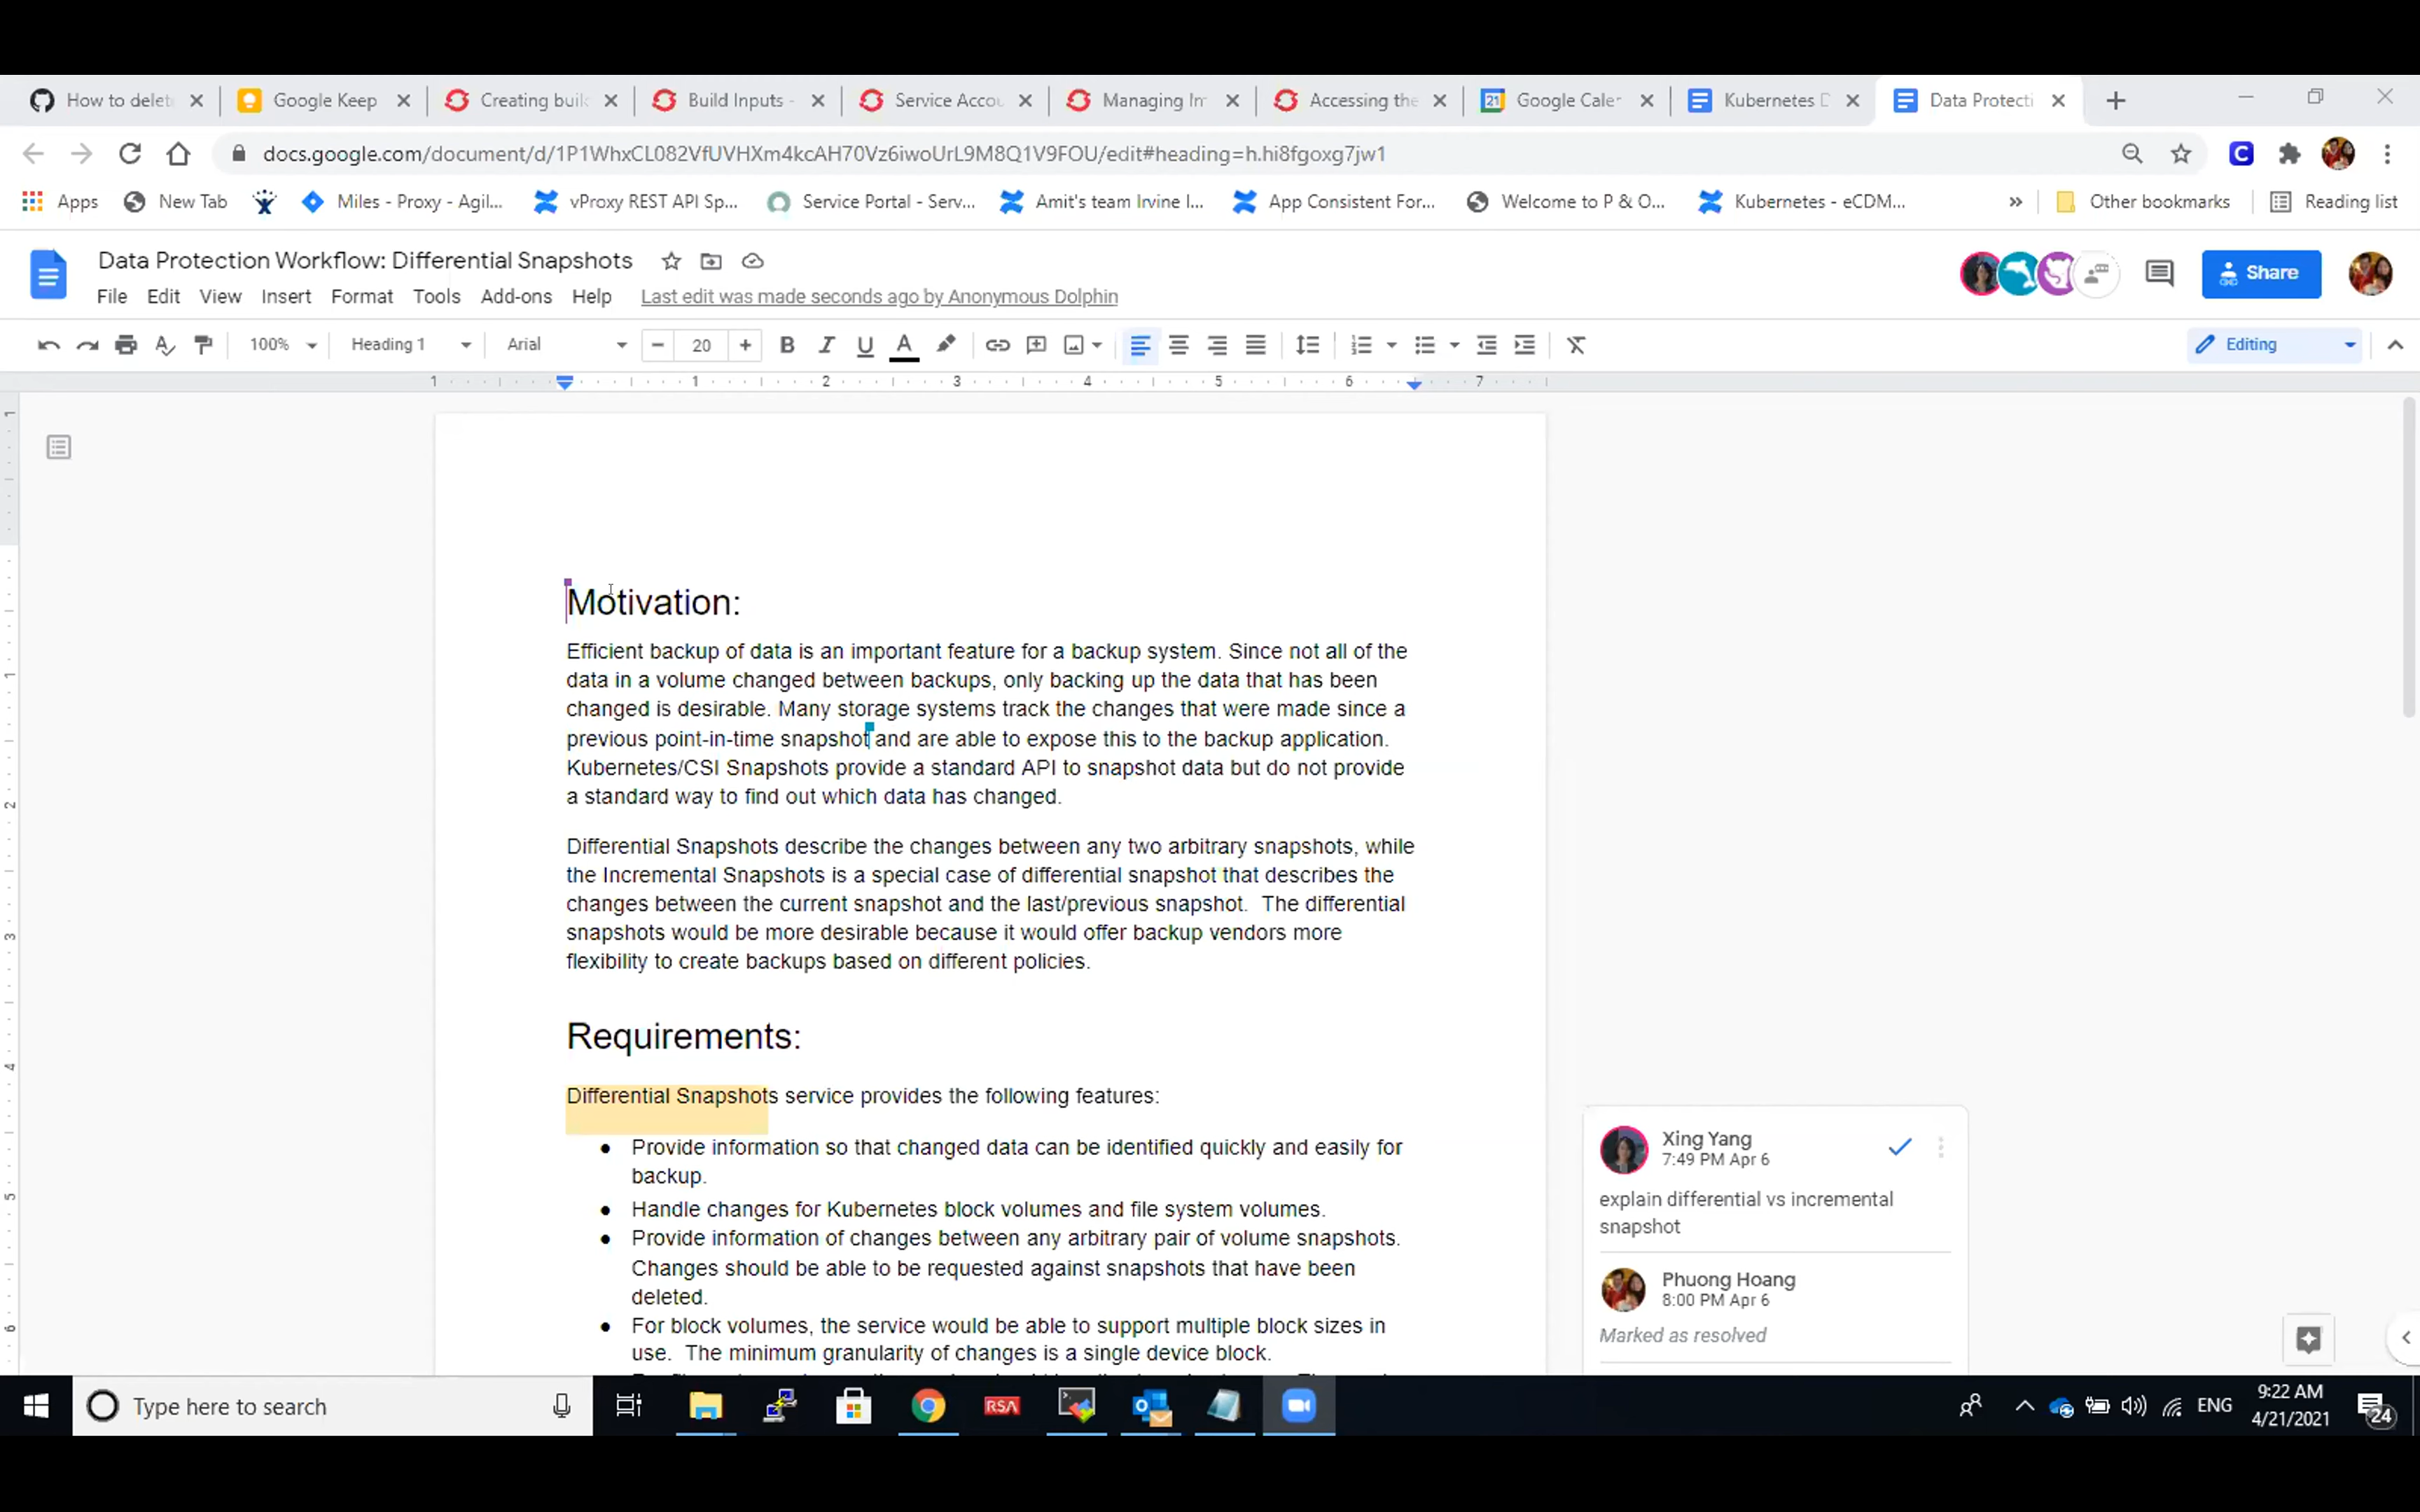 How to delet
Google Keep
Creating buil
Build Inputs -
Service Accou
Managing Im
Accessing the
21
Google Caler
Kubernetes D
Data Protecti
docs.google.com/document/d/1P1WhxCL082VfUVHXm4kcAH70Vz6iwoUrL9M8Q1V9FOU/edit#heading=h.hi8fgoxg7jw1
Apps
New Tab
Miles - Proxy - Agil...
vProxy REST API Sp...
Service Portal - Serv...
Amit's team Irvine I...
App Consistent For...
Welcome to P & O...
Kubernetes - eCDM...
»
Other bookmarks
Reading list
Data Protection Workflow: Differential Snapshots
File Edit View Insert Format Tools Add-ons Help Last edit was made seconds ago by Anonymous Dolphin
Share
100% Heading 1 Arial 20 B I U A Editing
1 1 2 3 4 5 6 7
Motivation:
Efficient backup of data is an important feature for a backup system. Since not all of the
data in a volume changed between backups, only backing up the data that has been
changed is desirable. Many storage systems track the changes that were made since a
previous point-in-time snapshot and are able to expose this to the backup application.
Kubernetes/CSI Snapshots provide a standard API to snapshot data but do not provide
a standard way to find out which data has changed.
Differential Snapshots describe the changes between any two arbitrary snapshots, while
the Incremental Snapshots is a special case of differential snapshot that describes the
changes between the current snapshot and the last/previous snapshot. The differential
snapshots would be more desirable because it would offer backup vendors more
flexibility to create backups based on different policies.
Requirements:
Differential Snapshots service provides the following features:
● Provide information so that changed data can be identified quickly and easily for
backup.
● Handle changes for Kubernetes block volumes and file system volumes.
● Provide information of changes between any arbitrary pair of volume snapshots.
Changes should be able to be requested against snapshots that have been
deleted.
● For block volumes, the service would be able to support multiple block sizes in
use. The minimum granularity of changes is a single device block.
Xing Yang
7:49 PM Apr 6
explain differential vs incremental
snapshot
Phuong Hoang
8:00 PM Apr 6
Marked as resolved
Type here to search
RSA
ENG
9:22 AM
4/21/2021
24